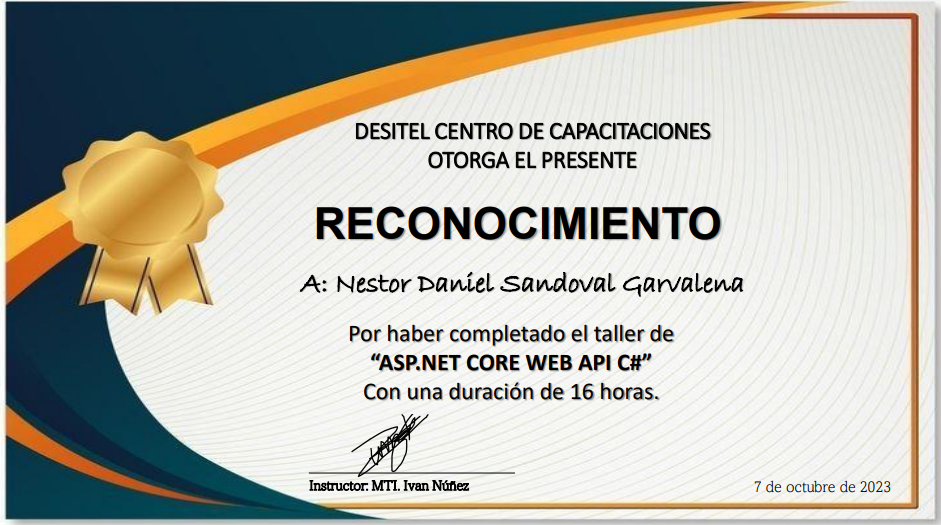 DESITEL CENTRO DE CAPACITACIONES
OTORGA EL PRESENTE
RECONOCIMIENTO
A: Nestor Daniel Sandoval Garvalena
Por haber completado el taller de
“ASP.NET CORE WEB API C#”
Con una duración de 16 horas.
Instructor: MTI. Ivan Núñez
7 de octubre de 2023